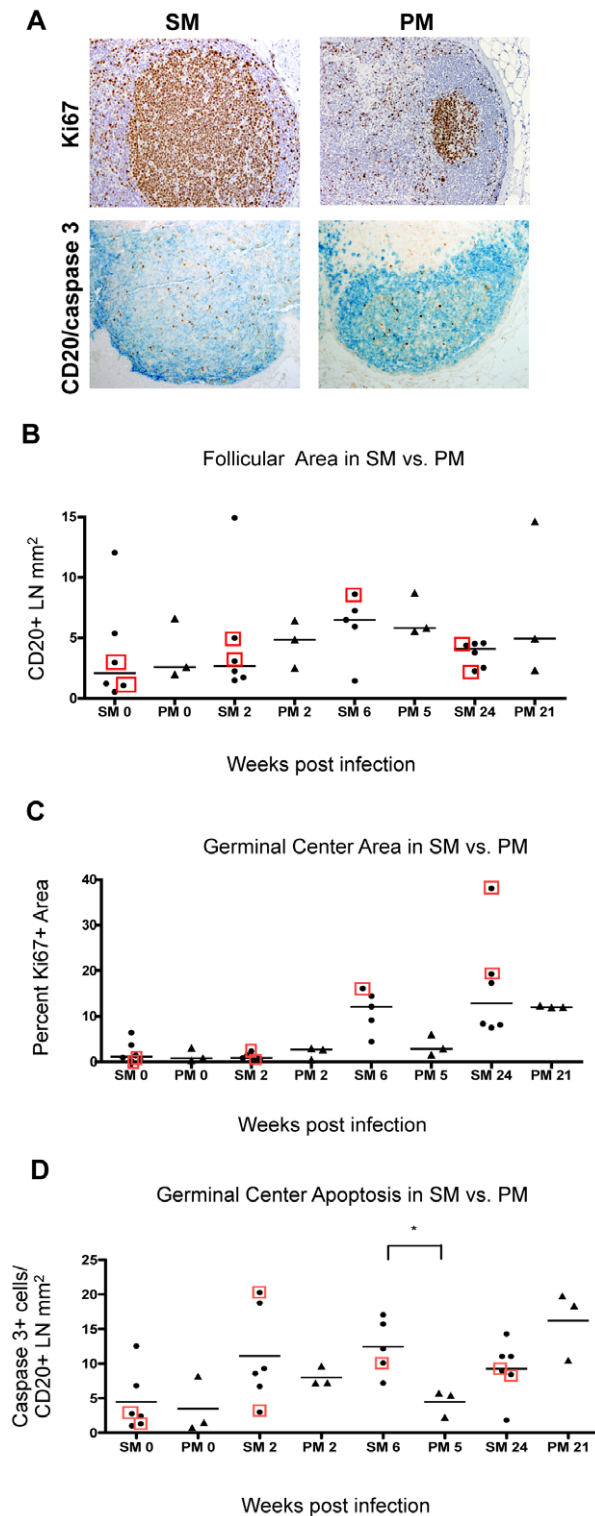 A
SM PM
Ki67
CD20/caspase 3
B
Follicular Area in SM vs. PM
CD20+ LN mm²
15
10
5
0
SM 0 PM 0 SM 2 PM 2 SM 6 PM 5 SM 24 PM 21
Weeks post infection
C
Germinal Center Area in SM vs. PM
Percent Ki67+ Area
40
30
20
10
0
SM 0 PM 0 SM 2 PM 2 SM 6 PM 5 SM 24 PM 21
Weeks post infection
D
Germinal Center Apoptosis in SM vs. PM
*
Caspase 3+ cells/
CD20+ LN mm²
25
20
15
10
5
0
SM 0 PM 0 SM 2 PM 2 SM 6 PM 5 SM 24 PM 21
Weeks post infection